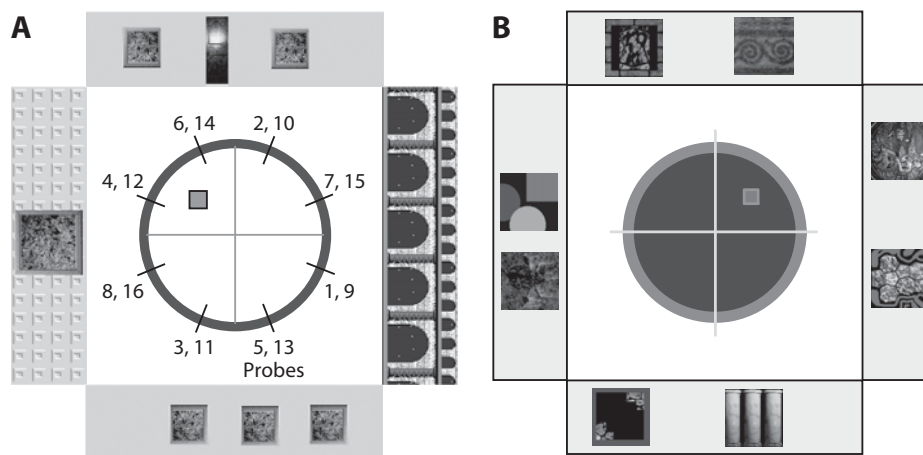 A
B
6, 14
2, 10
4, 12
7, 15
8, 16
1, 9
3, 11
5, 13
Probes